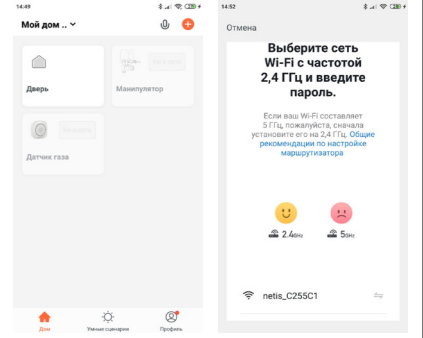 14:49
Мой дом ..
Дверь
Манипулятор
Датчик газа
Дом
Умные сценарии
Профиль
14:52
Отмена
Выберите сеть
Wi-Fi с частотой
2,4 ГГц и введите
пароль.
Если ваш Wi-Fi составляет
5 ГГц, пожалуйста, сначала
установите его на 2,4 ГГц. Общие
рекомендации по настройке
маршрутизатора
2.4GHz
5GHz
netis_C255C1